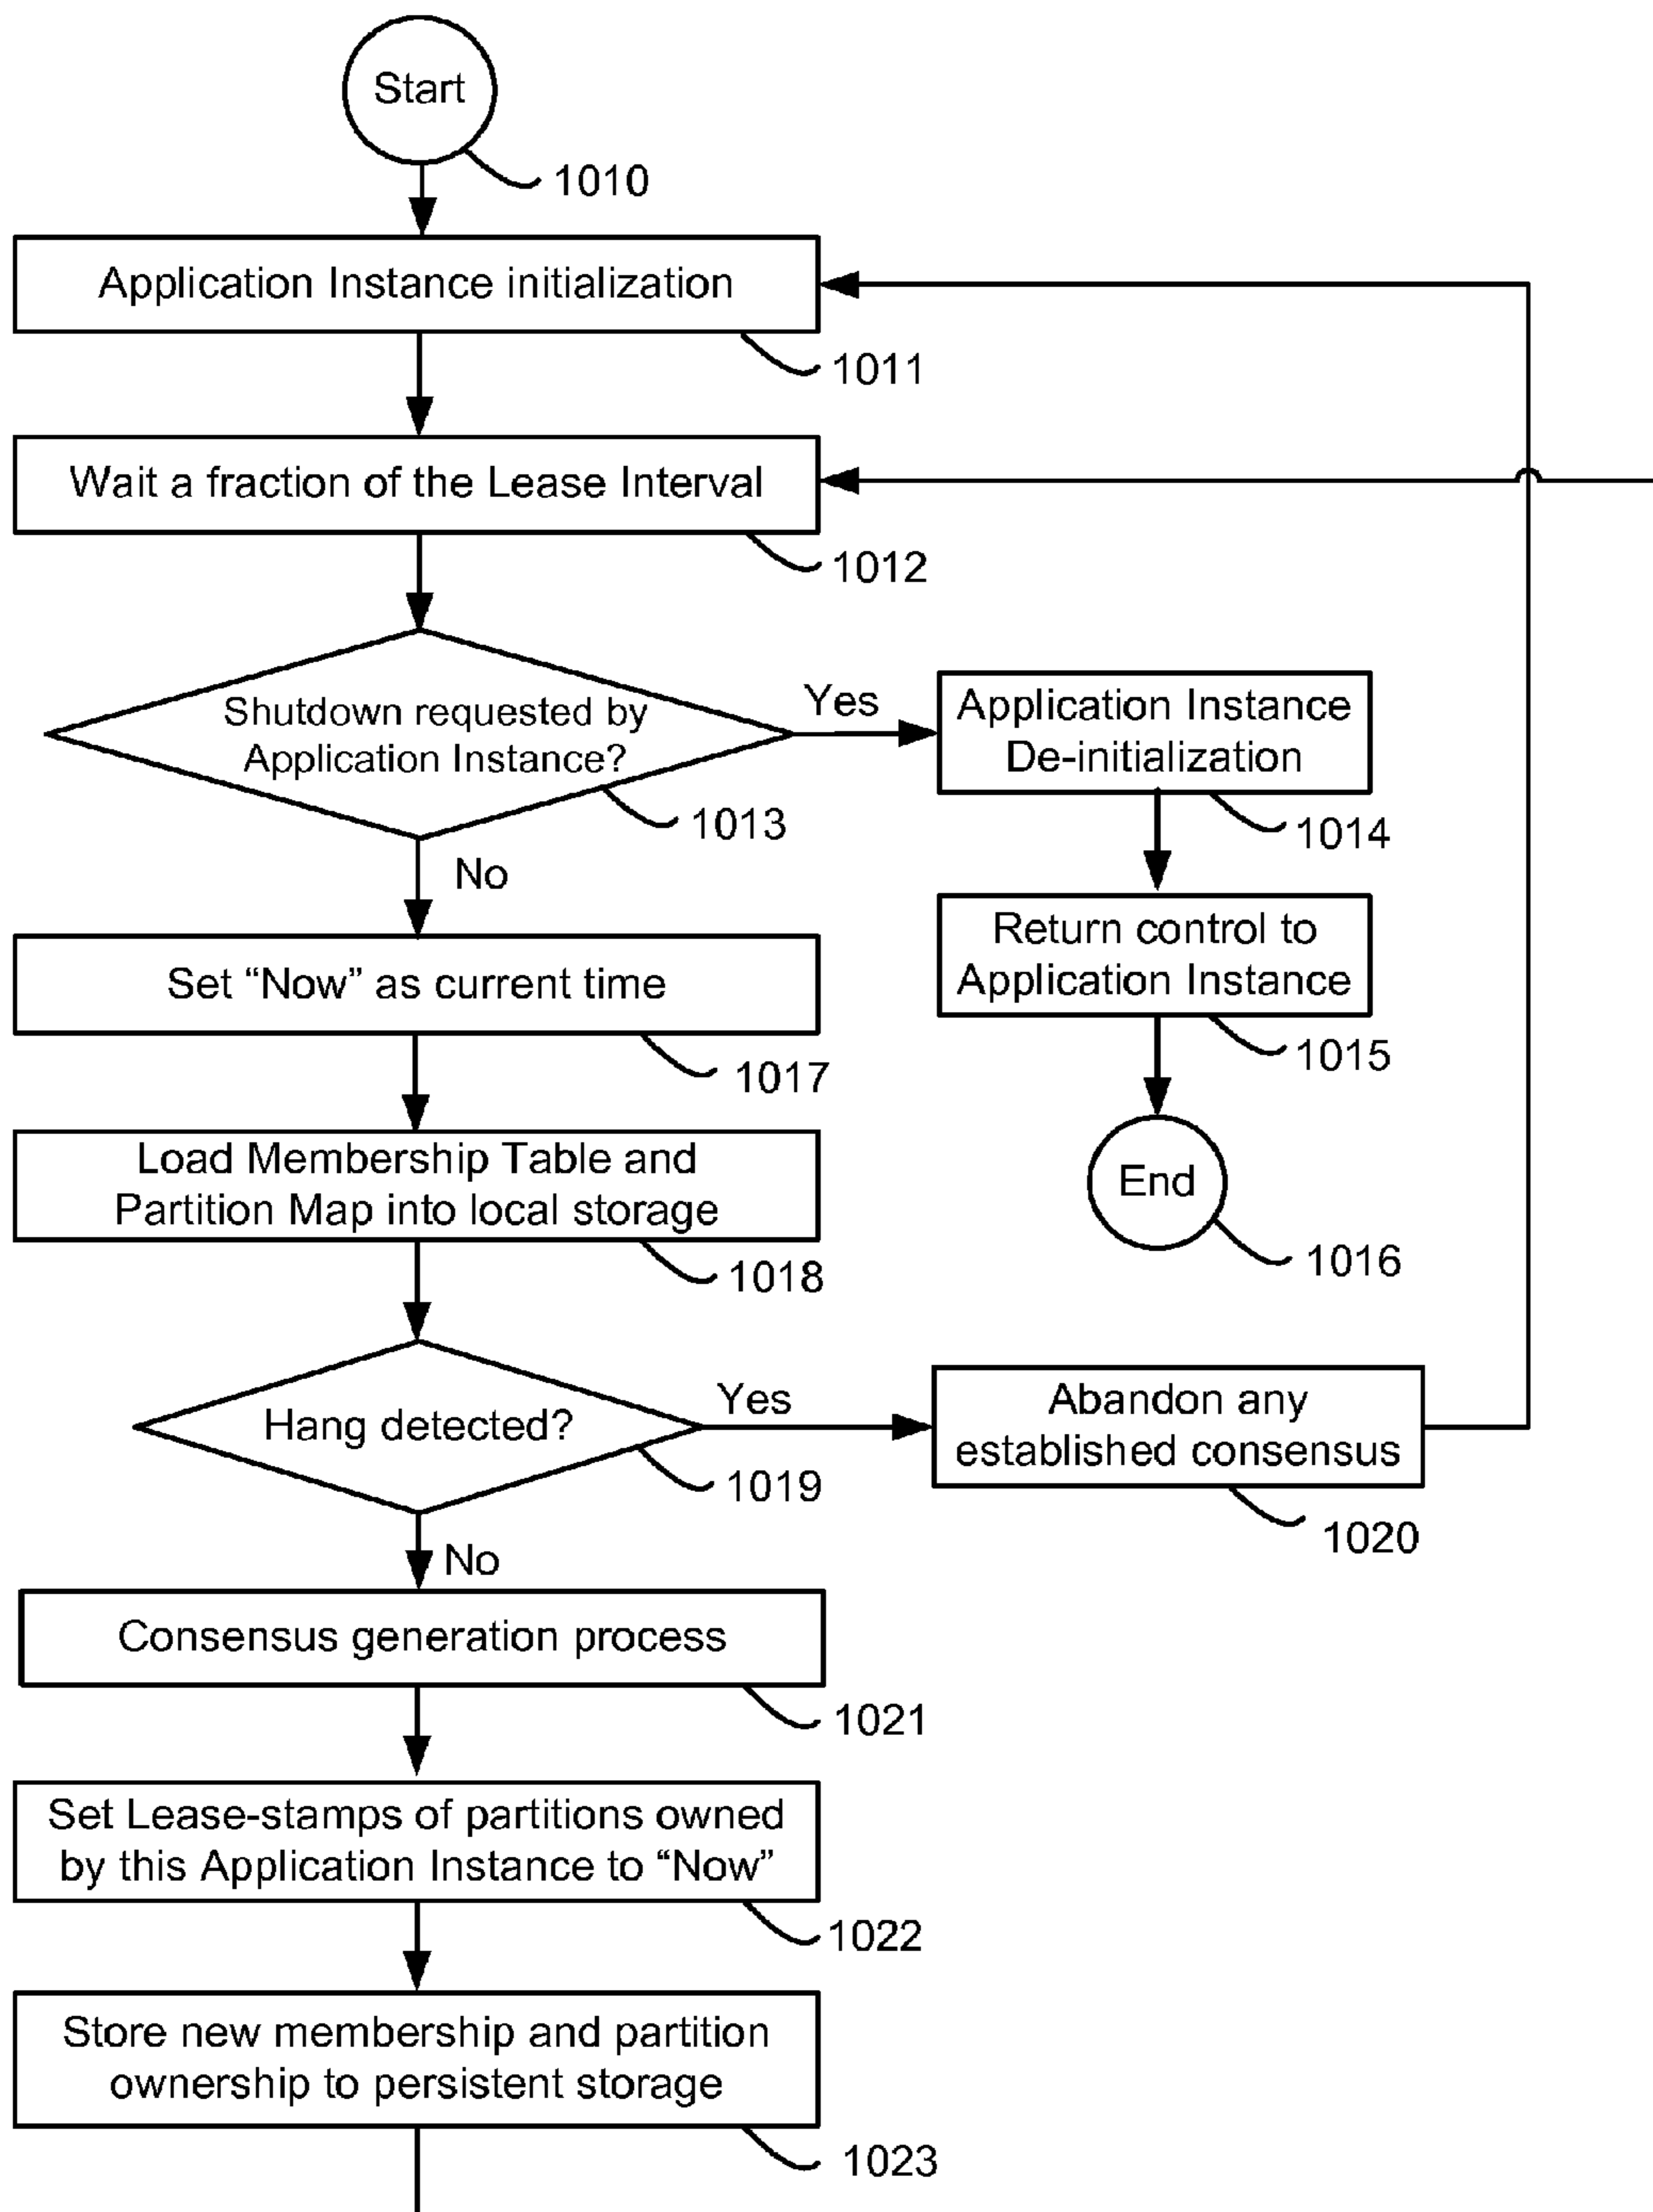 Start
1010
Application Instance initialization
1011
Wait a fraction of the Lease Interval
1012
Shutdown requested by
Application Instance?
1013
Yes
Application Instance
De-initialization
1014
No
Return control to
Application Instance
1015
Set “Now” as current time
1017
End
1016
Load Membership Table and
Partition Map into local storage
1018
Hang detected?
1019
Yes
Abandon any
established consensus
1020
No
Consensus generation process
1021
Set Lease-stamps of partitions owned
by this Application Instance to “Now”
1022
Store new membership and partition
ownership to persistent storage
1023